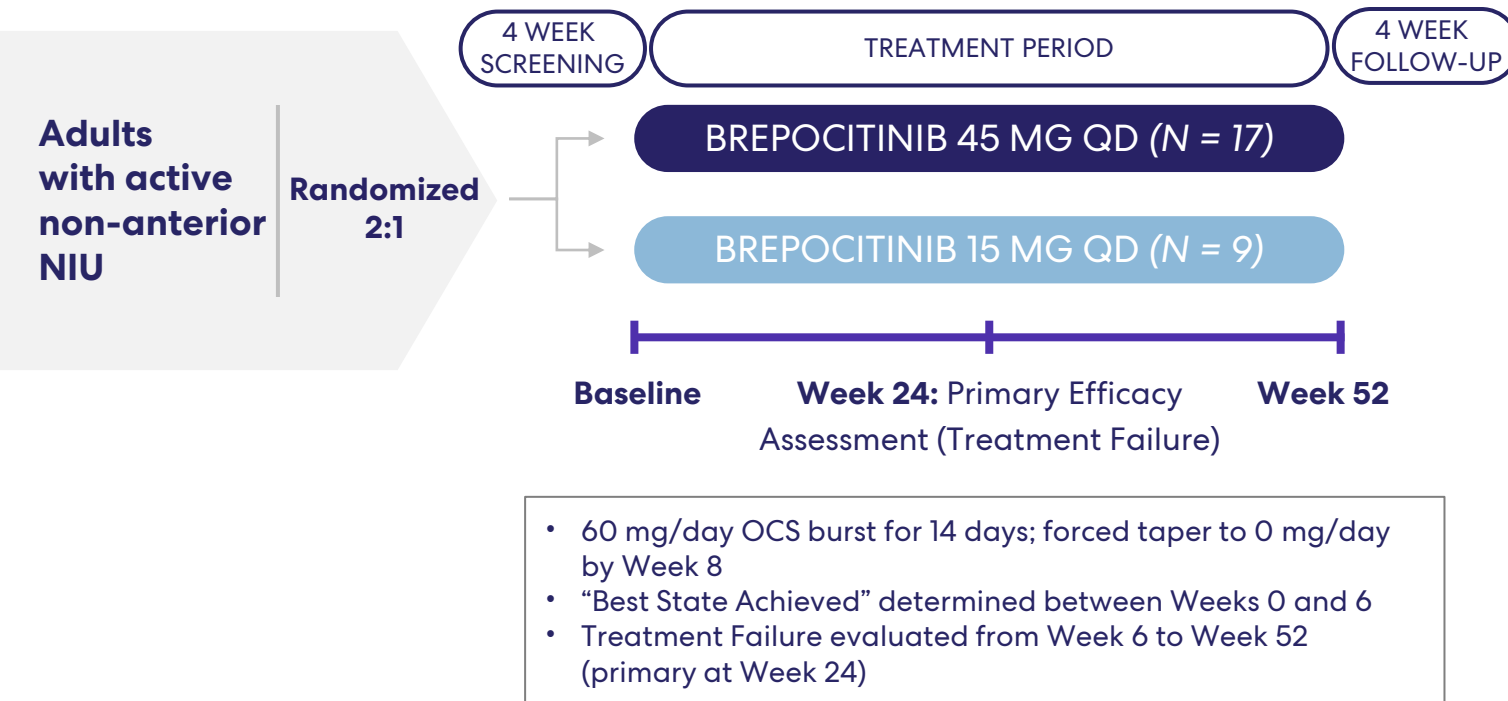 4 WEEK
SCREENING
TREATMENT PERIOD
4 WEEK
FOLLOW-UP
Adults
with active
non-anterior
NIU
Randomized
2:1
BREPOCITINIB 45 MG QD (N = 17)
BREPOCITINIB 15 MG QD (N = 9)
Baseline
Week 24: Primary Efficacy
Assessment (Treatment Failure)
Week 52
• 60 mg/day OCS burst for 14 days; forced taper to 0 mg/day
by Week 8
• “Best State Achieved” determined between Weeks 0 and 6
• Treatment Failure evaluated from Week 6 to Week 52
(primary at Week 24)